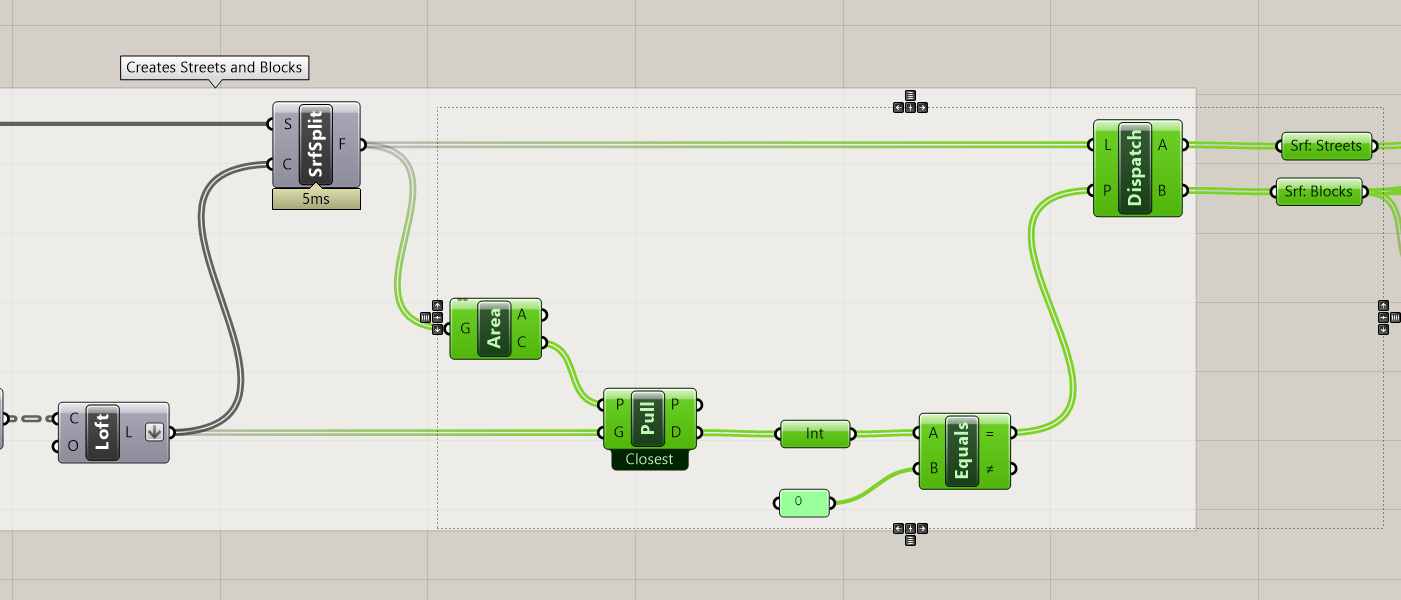 Creates Streets and Blocks
S
C
SrfSplit
F
5ms
L
P
Dispatch
A
B
Srf: Streets
Srf: Blocks
G
Area
A
C
C
O
Loft
L
P
G
Pull
P
D
Closest
Int
A
B
Equals
=
≠
0